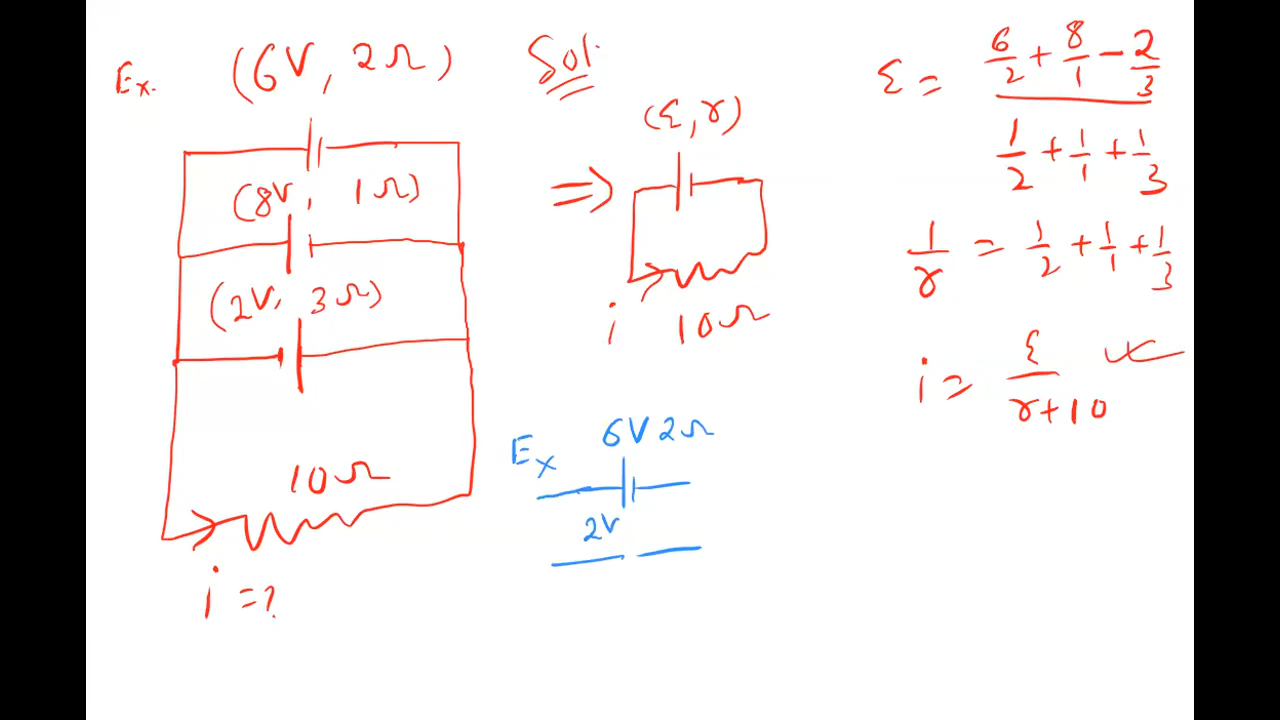 Ex.
(6V, 2Ω)
(8V, 1Ω)
(2V, 3Ω)
10Ω
i =?
Sol.
(ε, r)
⇒
i 10Ω
ε = (6/2 + 8/1 − 2/3) / (1/2 + 1/1 + 1/3)
1/r = 1/2 + 1/1 + 1/3
i = ε/(r+10)
Ex 6V 2Ω
2V